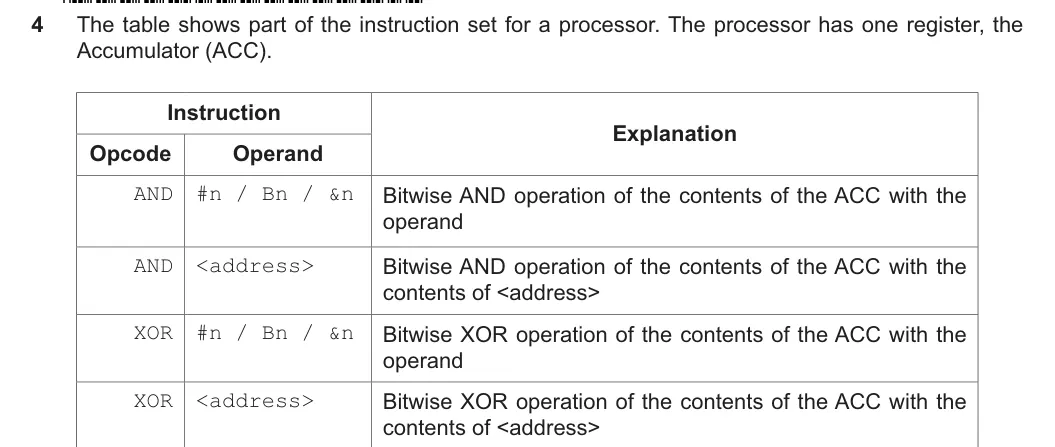 4 The table shows part of the instruction set for a processor. The processor has one register, the
Accumulator (ACC).
Instruction
Explanation
Opcode Operand
AND #n / Bn / &n Bitwise AND operation of the contents of the ACC with the
operand
AND <address> Bitwise AND operation of the contents of the ACC with the
contents of <address>
XOR #n / Bn / &n Bitwise XOR operation of the contents of the ACC with the
operand
XOR <address> Bitwise XOR operation of the contents of the ACC with the
contents of <address>